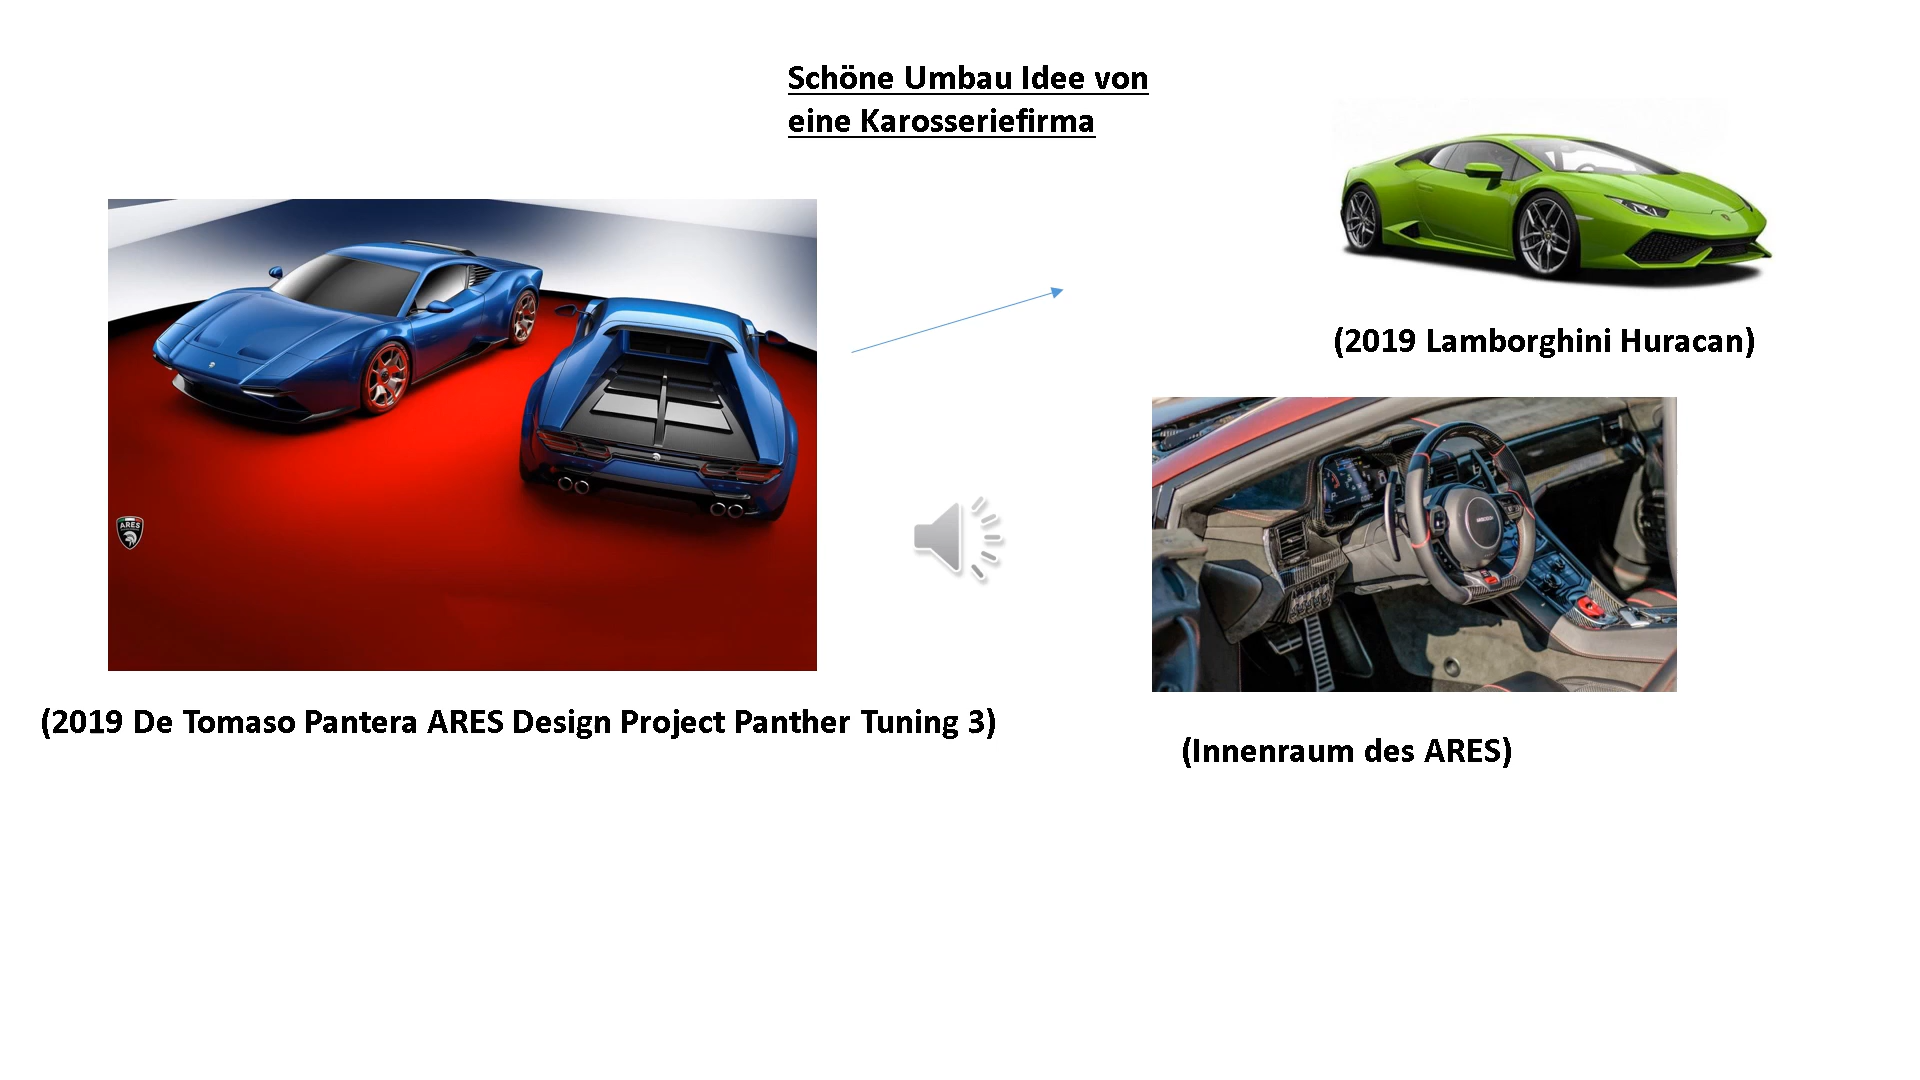 Schöne Umbau Idee von
eine Karosseriefirma
(2019 Lamborghini Huracan)
ARES
(2019 De Tomaso Pantera ARES Design Project Panther Tuning 3)
(Innenraum des ARES)